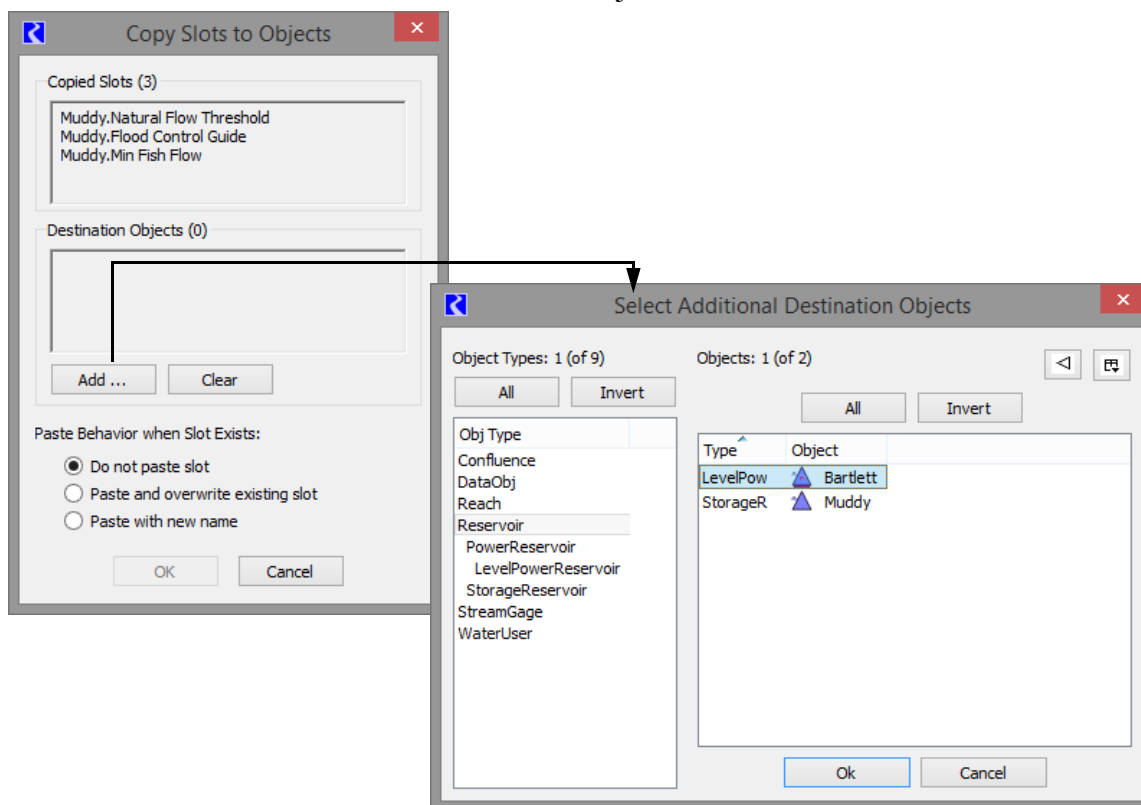 Copy Slots to Objects
Copied Slots (3)
Muddy.Natural Flow Threshold
Muddy.Flood Control Guide
Muddy.Min Fish Flow
Destination Objects (0)
Add ... Clear
Paste Behavior when Slot Exists:
Do not paste slot
Paste and overwrite existing slot
Paste with new name
OK Cancel
Select Additional Destination Objects
Object Types: 1 (of 9)
All Invert
Obj Type
Confluence
DataObj
Reach
Reservoir
PowerReservoir
LevelPowerReservoir
StorageReservoir
StreamGage
WaterUser
Objects: 1 (of 2)
All Invert
Type Object
LevelPow Bartlett
StorageR Muddy
Ok Cancel